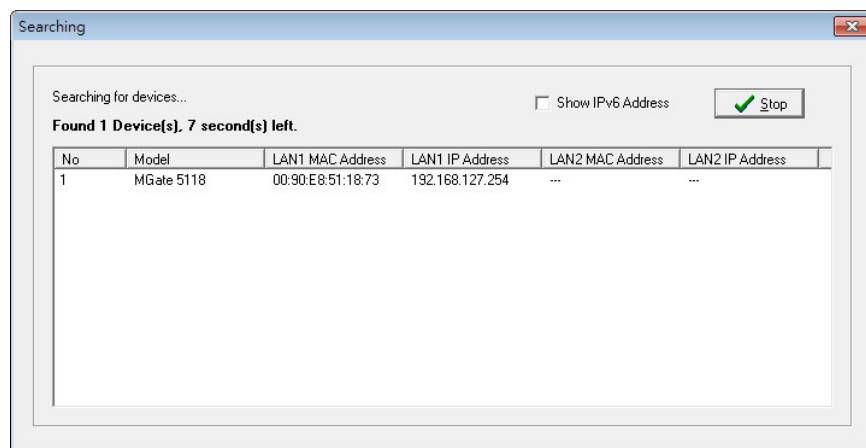 Searching
Searching for devices...
Show IPv6 Address
Stop
Found 1 Device(s), 7 second(s) left.
No Model LAN1 MAC Address LAN1 IP Address LAN2 MAC Address LAN2 IP Address
1 MGate 5118 00:90:E8:51:18:73 192.168.127.254 --- ---